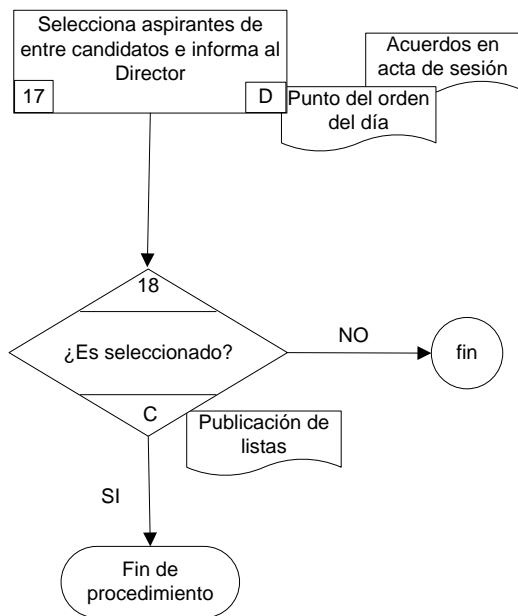 Selecciona aspirantes de
entre candidatos e informa al
Director
17
D
Acuerdos en
acta de sesión
Punto del orden
del día
18
¿Es seleccionado?
C
NO
fin
Publicación de
listas
SI
Fin de
procedimiento